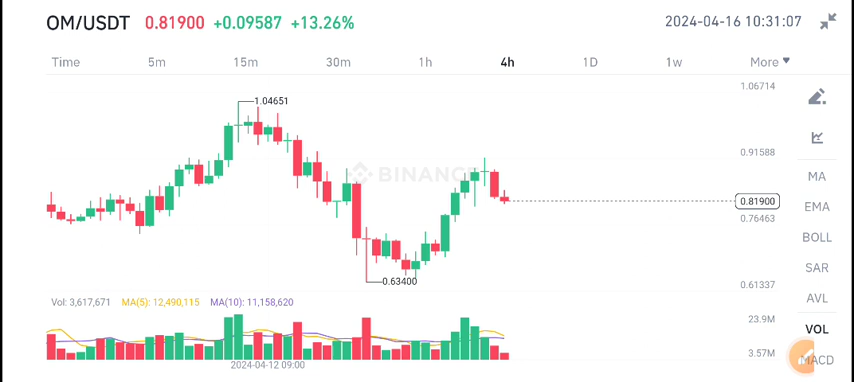 OM/USDT 0.81900 +0.09587 +13.26% 2024-04-16 10:31:07
Time 5m 15m 30m 1h 4h 1D 1w More
1.06714
1.04651
0.91588
BINANCE
0.81900
0.76463
0.63400
0.61337
Vol: 3,617,671 MA(5): 12,490,115 MA(10): 11,158,620
23.9M
3.57M
2024-04-12 09:00
MA
EMA
BOLL
SAR
AVL
VOL
MACD